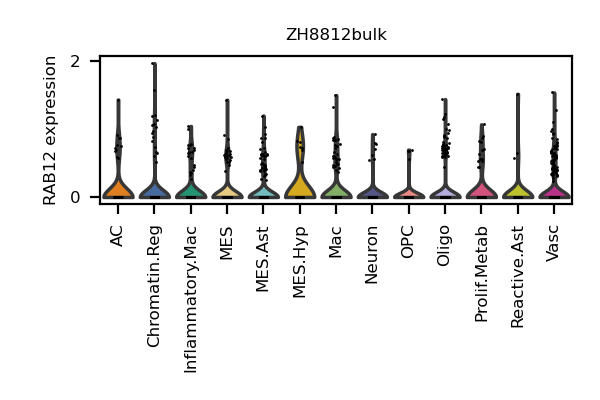 ZH8812bulk
RAB12 expression
2
0
AC
Chromatin.Reg
Inflammatory.Mac
MES
MES.Ast
MES.Hyp
Mac
Neuron
OPC
Oligo
Prolif.Metab
Reactive.Ast
Vasc